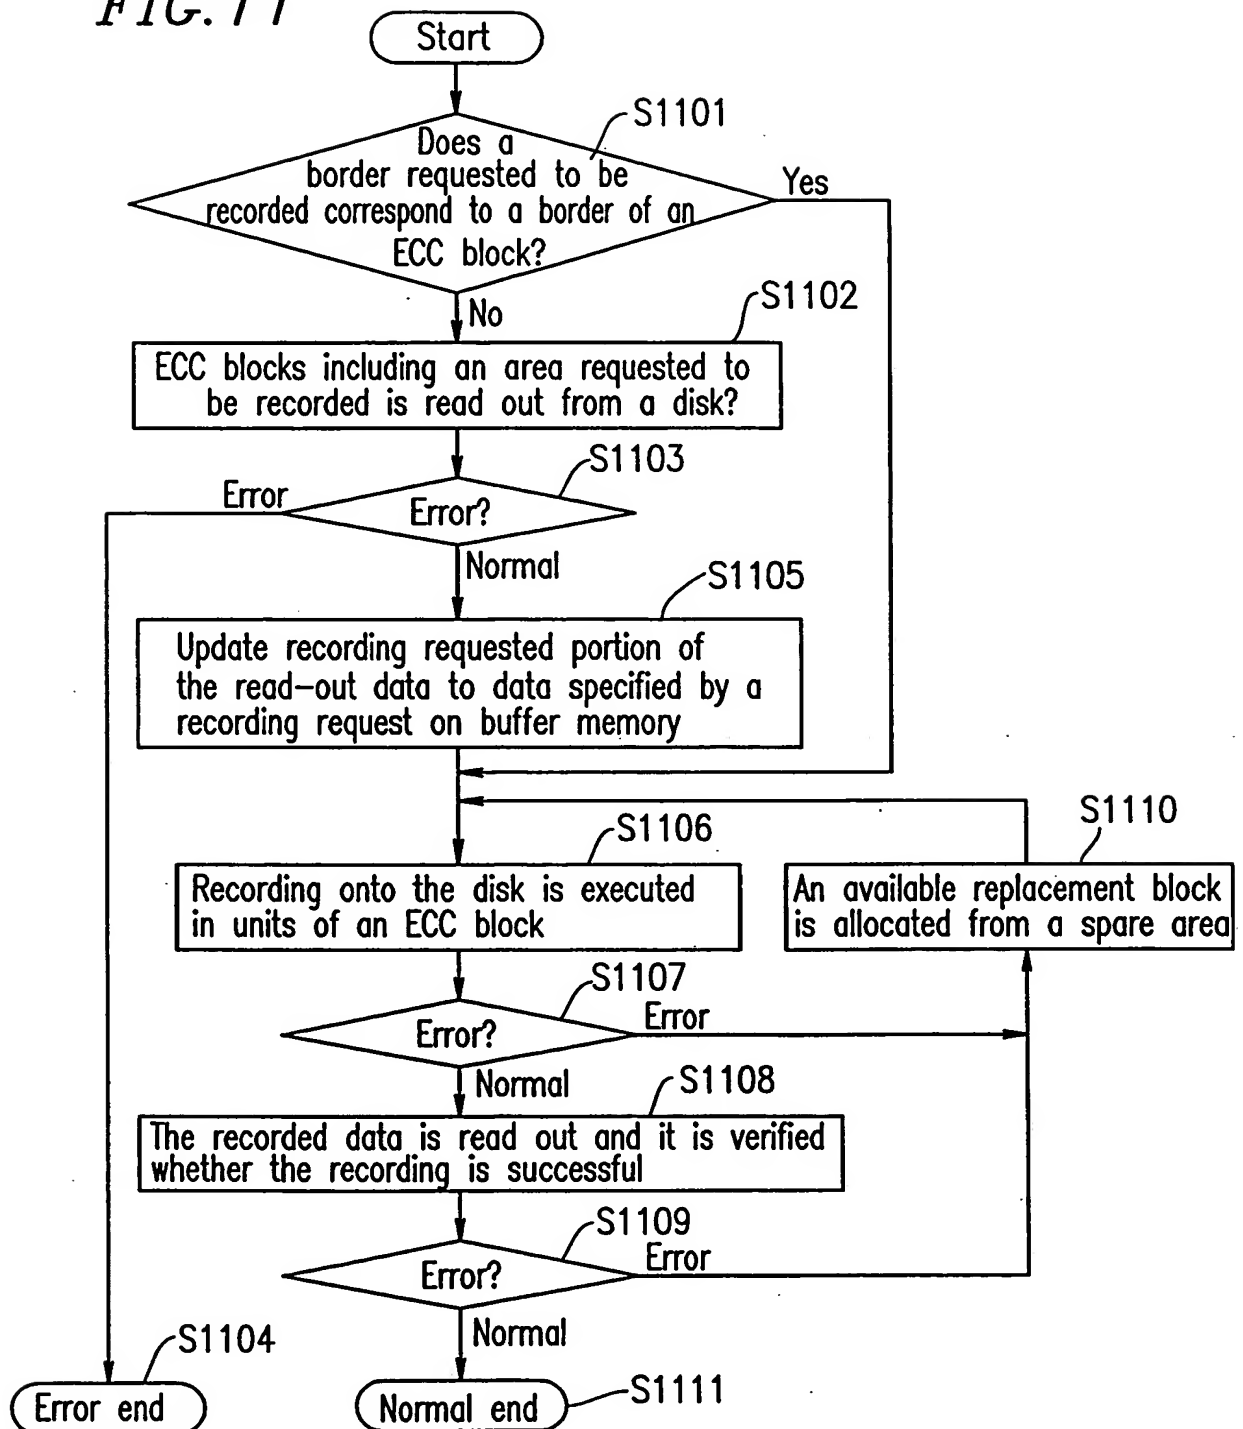 FIG. 11
Start
S1101
Does a
border requested to be
recorded correspond to a border of an
ECC block?
Yes
No
S1102
ECC blocks including an area requested to
be recorded is read out from a disk?
S1103
Error
Error?
Normal
S1105
Update recording requested portion of
the read-out data to data specified by a
recording request on buffer memory
S1106
S1110
Recording onto the disk is executed
in units of an ECC block
An available replacement block
is allocated from a spare area
S1107
Error?
Error
Normal
S1108
The recorded data is read out and it is verified
whether the recording is successful
S1109
Error?
Error
Normal
S1104
Error end
Normal end
S1111